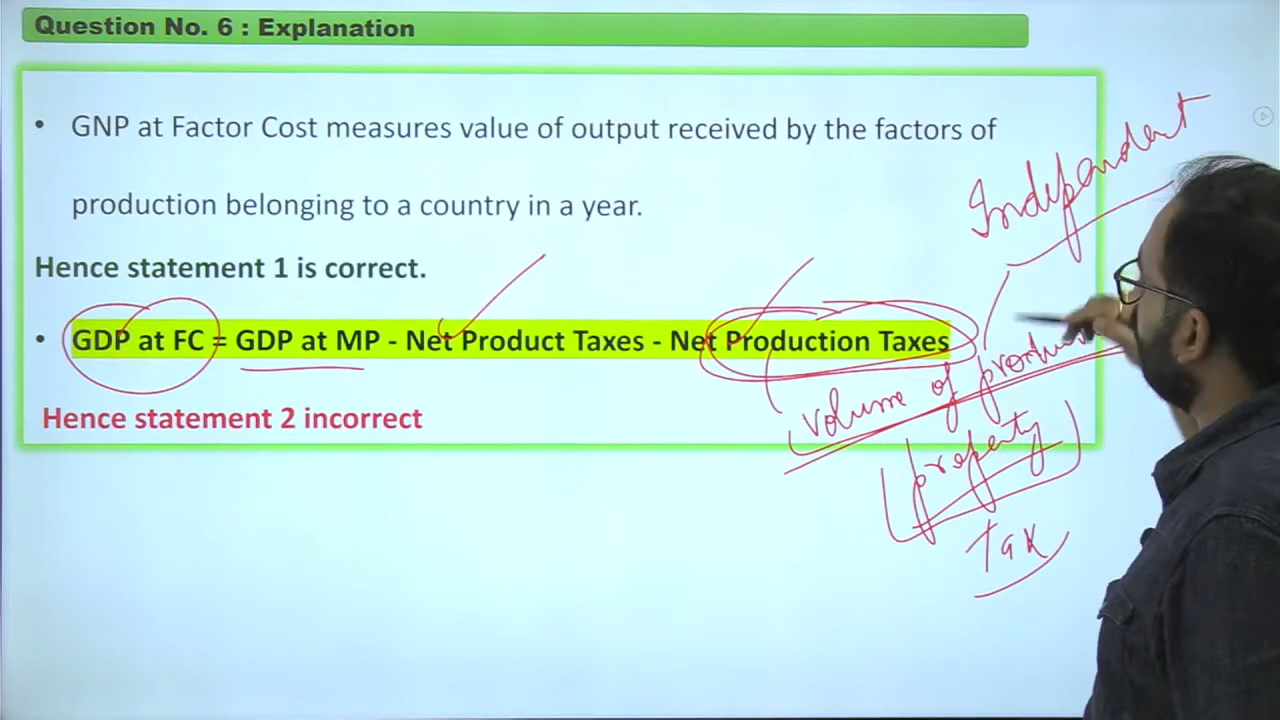 Question No. 6 : Explanation
• GNP at Factor Cost measures value of output received by the factors of
production belonging to a country in a year.
Hence statement 1 is correct.
• GDP at FC = GDP at MP - Net Product Taxes - Net Production Taxes
Hence statement 2 incorrect
Independent
volume of
property
Tax